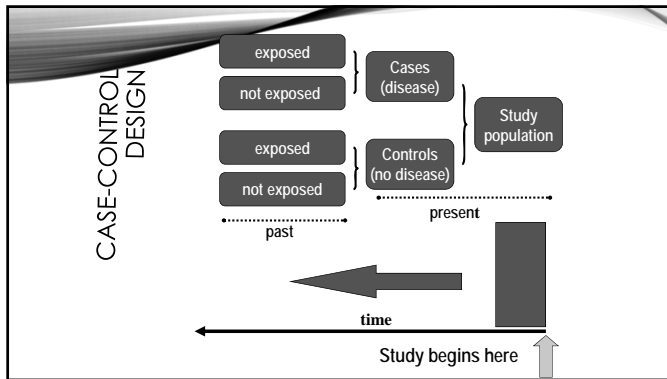 CASE-CONTROL
DESIGN
exposed
not exposed
Cases
(disease)
exposed
not exposed
Controls
(no disease)
Study
population
past
present
time
Study begins here